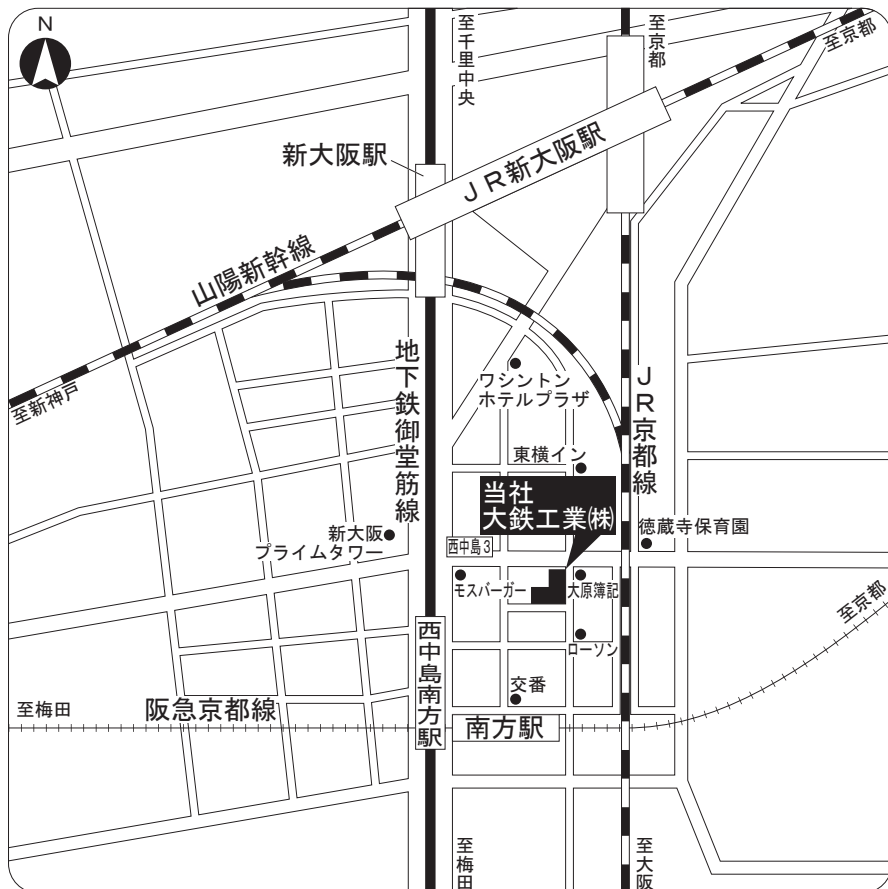 N
至千里中央
至京都
至京都
新大阪駅
JR新大阪駅
山陽新幹線
至新神戸
地下鉄御堂筋線
ワシントン
ホテルプラザ
JR京都線
東横イン
当社
大鉄工業㈱
徳蔵寺保育園
新大阪
プライムタワー
西中島3
モスバーガー
大原簿記
至京都
ローソン
西中島南方駅
交番
至梅田
阪急京都線
南方駅
至梅田
至大阪